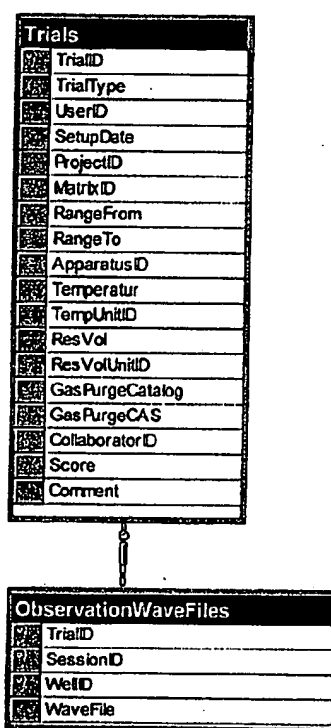 Trials
TrialID
TrialType
UserID
SetupDate
ProjectID
MatrixID
RangeFrom
RangeTo
ApparatusID
Temperatur
TempUnitID
ResVol
ResVolUnitID
GasPurgeCatalog
GasPurgeCAS
CollaboratorID
Score
Comment
ObservationWaveFiles
TrialID
SessionID
WellID
WaveFile